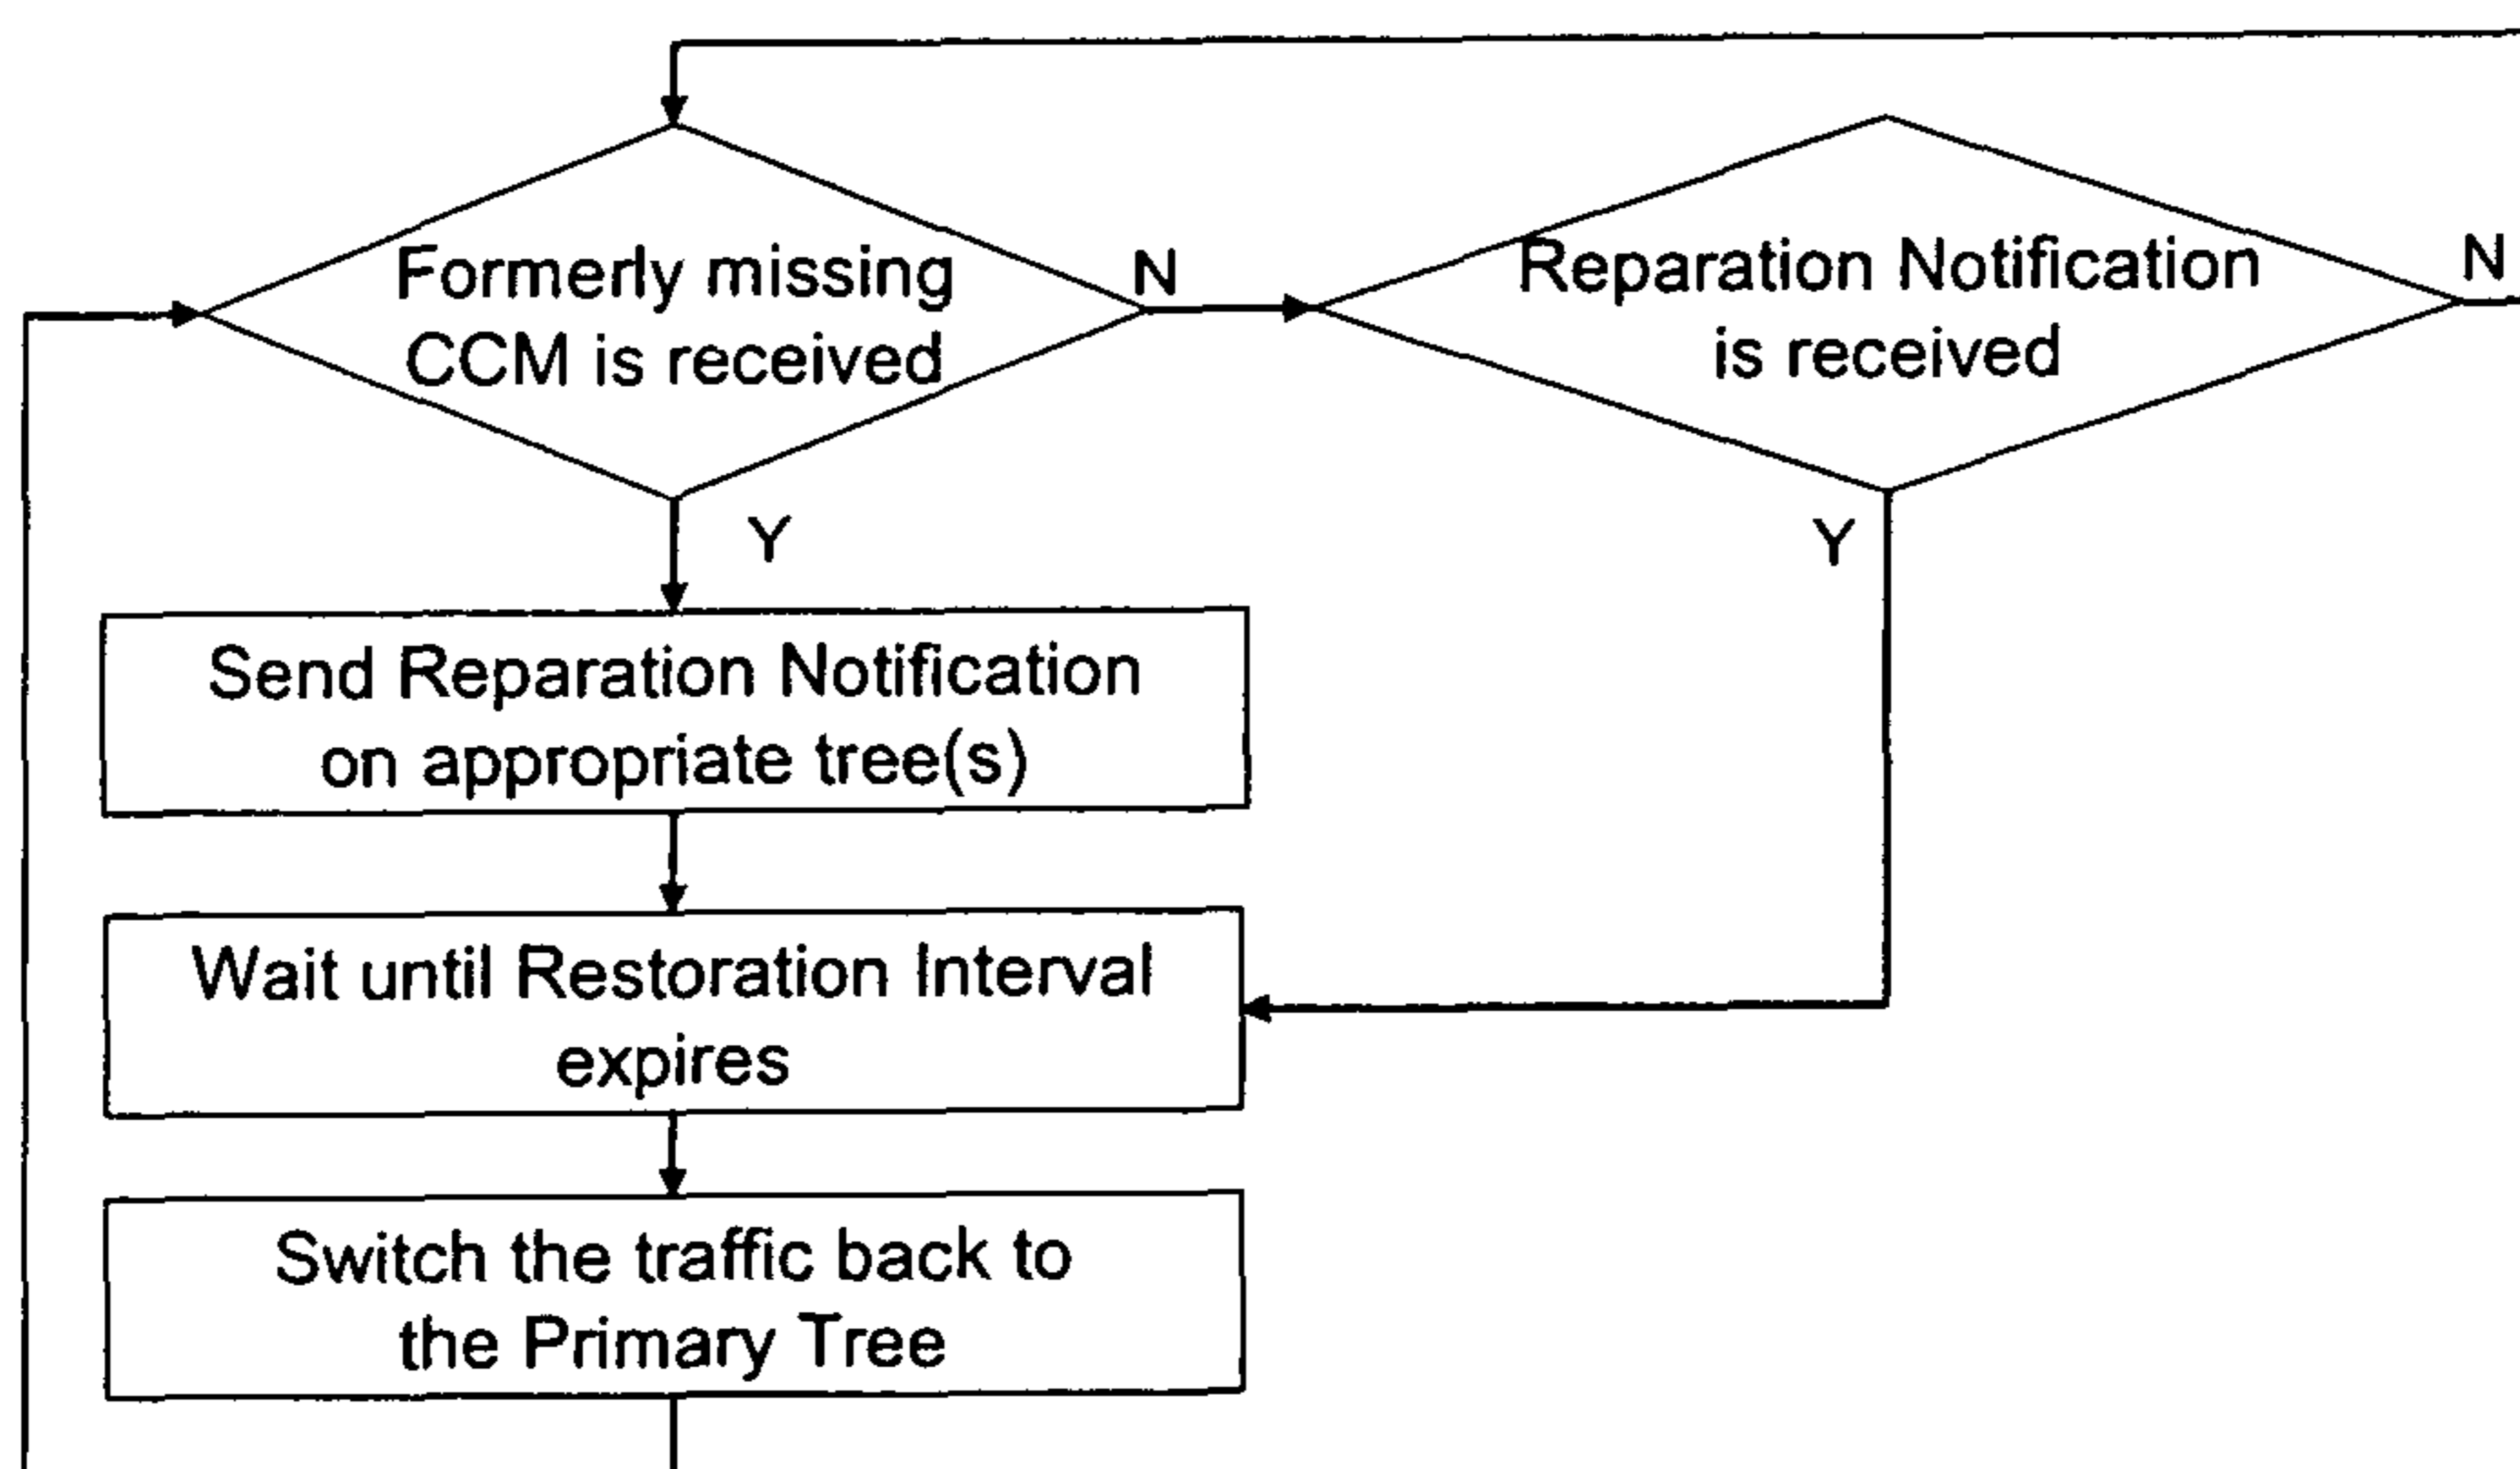 Formerly missing
CCM is received
N
Reparation Notification
is received
N
Y
Y
Send Reparation Notification
on appropriate tree(s)
Wait until Restoration Interval
expires
Switch the traffic back to
the Primary Tree